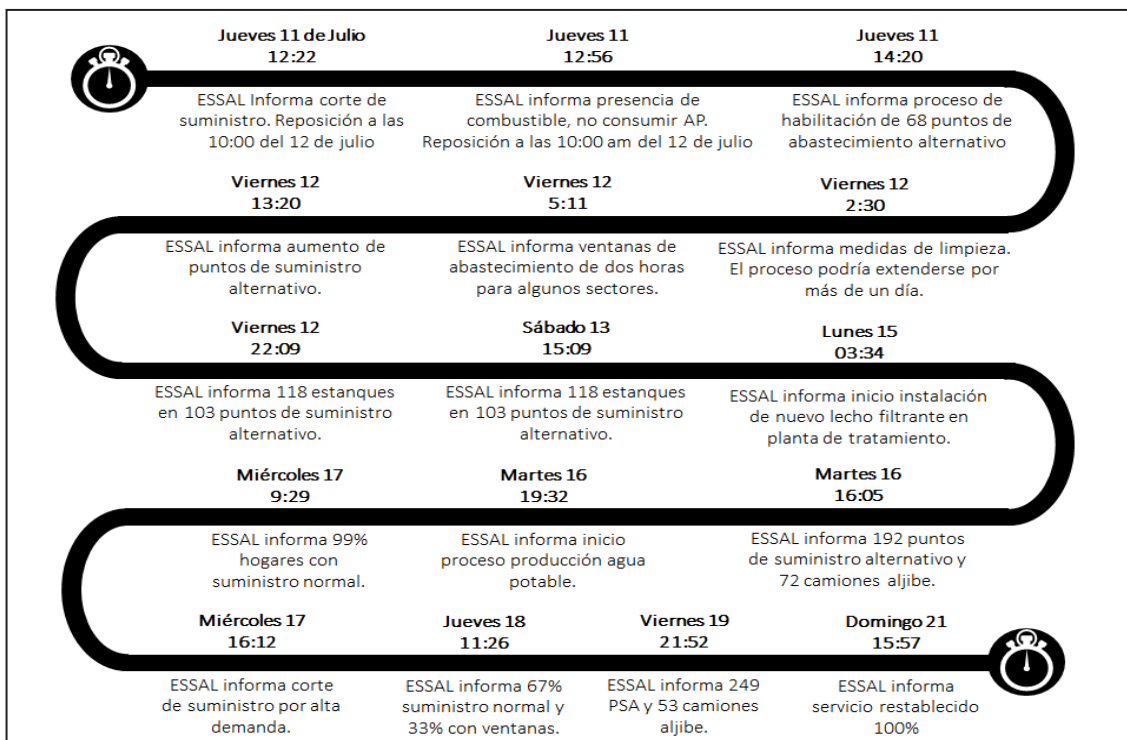 Jueves 11 de Julio
12:22
ESSAL Informa corte de
suministro. Reposición a las
10:00 del 12 de julio
Jueves 11
12:56
ESSAL informa presencia de
combustible, no consumir AP.
Reposición a las 10:00 am del 12 de julio
Jueves 11
14:20
ESSAL informa proceso de
habilitación de 68 puntos de
abastecimiento alternativo
Viernes 12
2:30
ESSAL informa medidas de limpieza.
El proceso podría extenderse por
más de un día.
Viernes 12
5:11
ESSAL informa ventanas de
abastecimiento de dos horas
para algunos sectores.
Viernes 12
13:20
ESSAL informa aumento de
puntos de suministro
alternativo.
Viernes 12
22:09
ESSAL informa 118 estanques
en 103 puntos de suministro
alternativo.
Sábado 13
15:09
ESSAL informa 118 estanques
en 103 puntos de suministro
alternativo.
Lunes 15
03:34
ESSAL informa inicio instalación
de nuevo lecho filtrante en
planta de tratamiento.
Martes 16
16:05
ESSAL informa 192 puntos
de suministro alternativo y
72 camiones aljibe.
Martes 16
19:32
ESSAL informa inicio
proceso producción agua
potable.
Miércoles 17
9:29
ESSAL informa 99%
hogares con
suministro normal.
Miércoles 17
16:12
ESSAL informa corte
de suministro por alta
demanda.
Jueves 18
11:26
ESSAL informa 67%
suministro normal y
33% con ventanas.
Viernes 19
21:52
ESSAL informa 249
PSA y 53 camiones
aljibe.
Domingo 21
15:57
ESSAL informa
servicio restablecido
100%